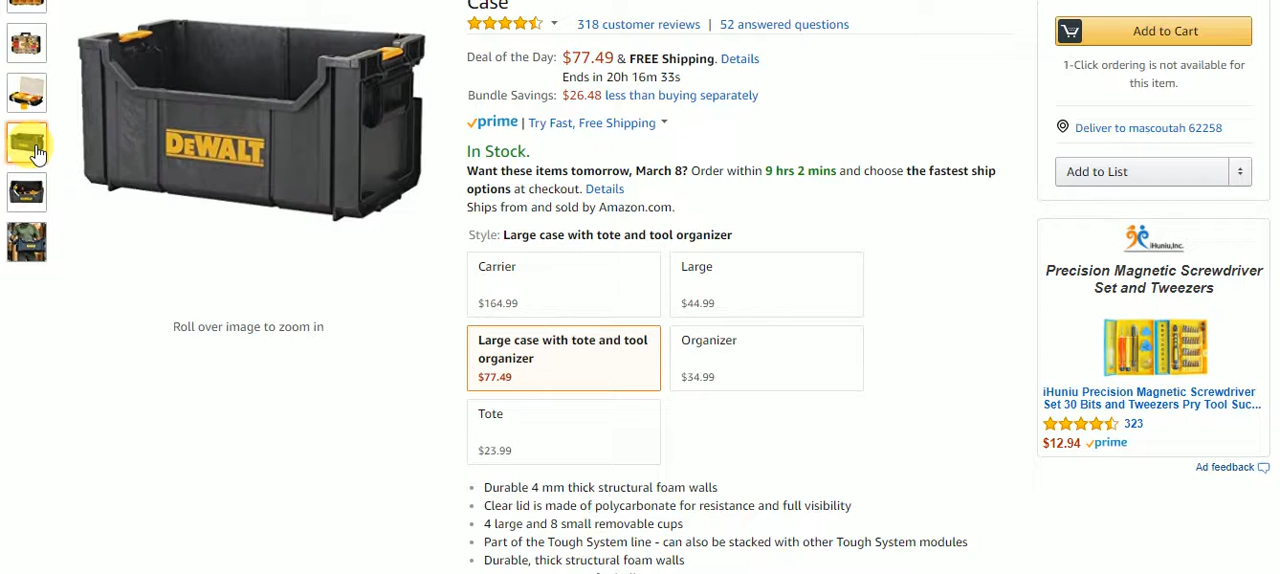 Case
318 customer reviews | 52 answered questions
Deal of the Day: $77.49 & FREE Shipping. Details
Ends in 20h 16m 33s
Bundle Savings: $26.48 less than buying separately
prime | Try Fast, Free Shipping
In Stock.
Want these items tomorrow, March 8? Order within 9 hrs 2 mins and choose the fastest ship
options at checkout. Details
Ships from and sold by Amazon.com.
Style: Large case with tote and tool organizer
Carrier
$164.99
Large
$44.99
Large case with tote and tool
organizer
$77.49
Organizer
$34.99
Tote
$23.99
Durable 4 mm thick structural foam walls
Clear lid is made of polycarbonate for resistance and full visibility
4 large and 8 small removable cups
Part of the Tough System line - can also be stacked with other Tough System modules
Durable, thick structural foam walls
DEWALT
Roll over image to zoom in
Add to Cart
1-Click ordering is not available for
this item.
Deliver to mascoutah 62258
Add to List
iHuniu,Inc.
Precision Magnetic Screwdriver
Set and Tweezers
iHuniu Precision Magnetic Screwdriver
Set 30 Bits and Tweezers Pry Tool Suc...
323
$12.94 prime
Ad feedback